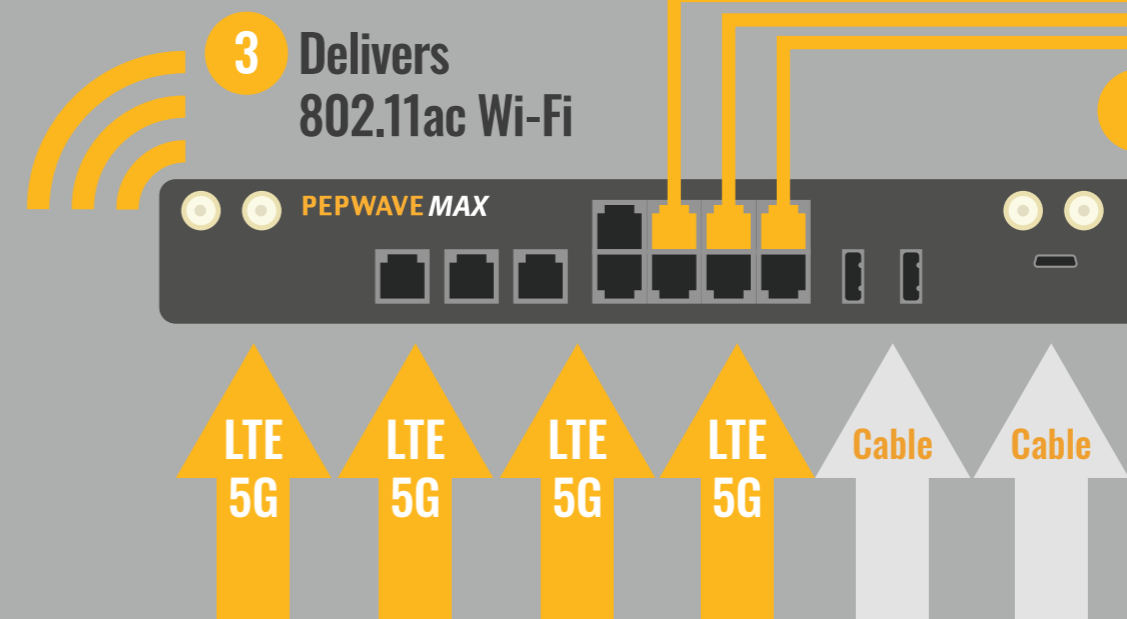 3
Delivers
802.11ac Wi-Fi
PEPWAVE MAX
LTE
5G
LTE
5G
LTE
5G
LTE
5G
Cable
Cable